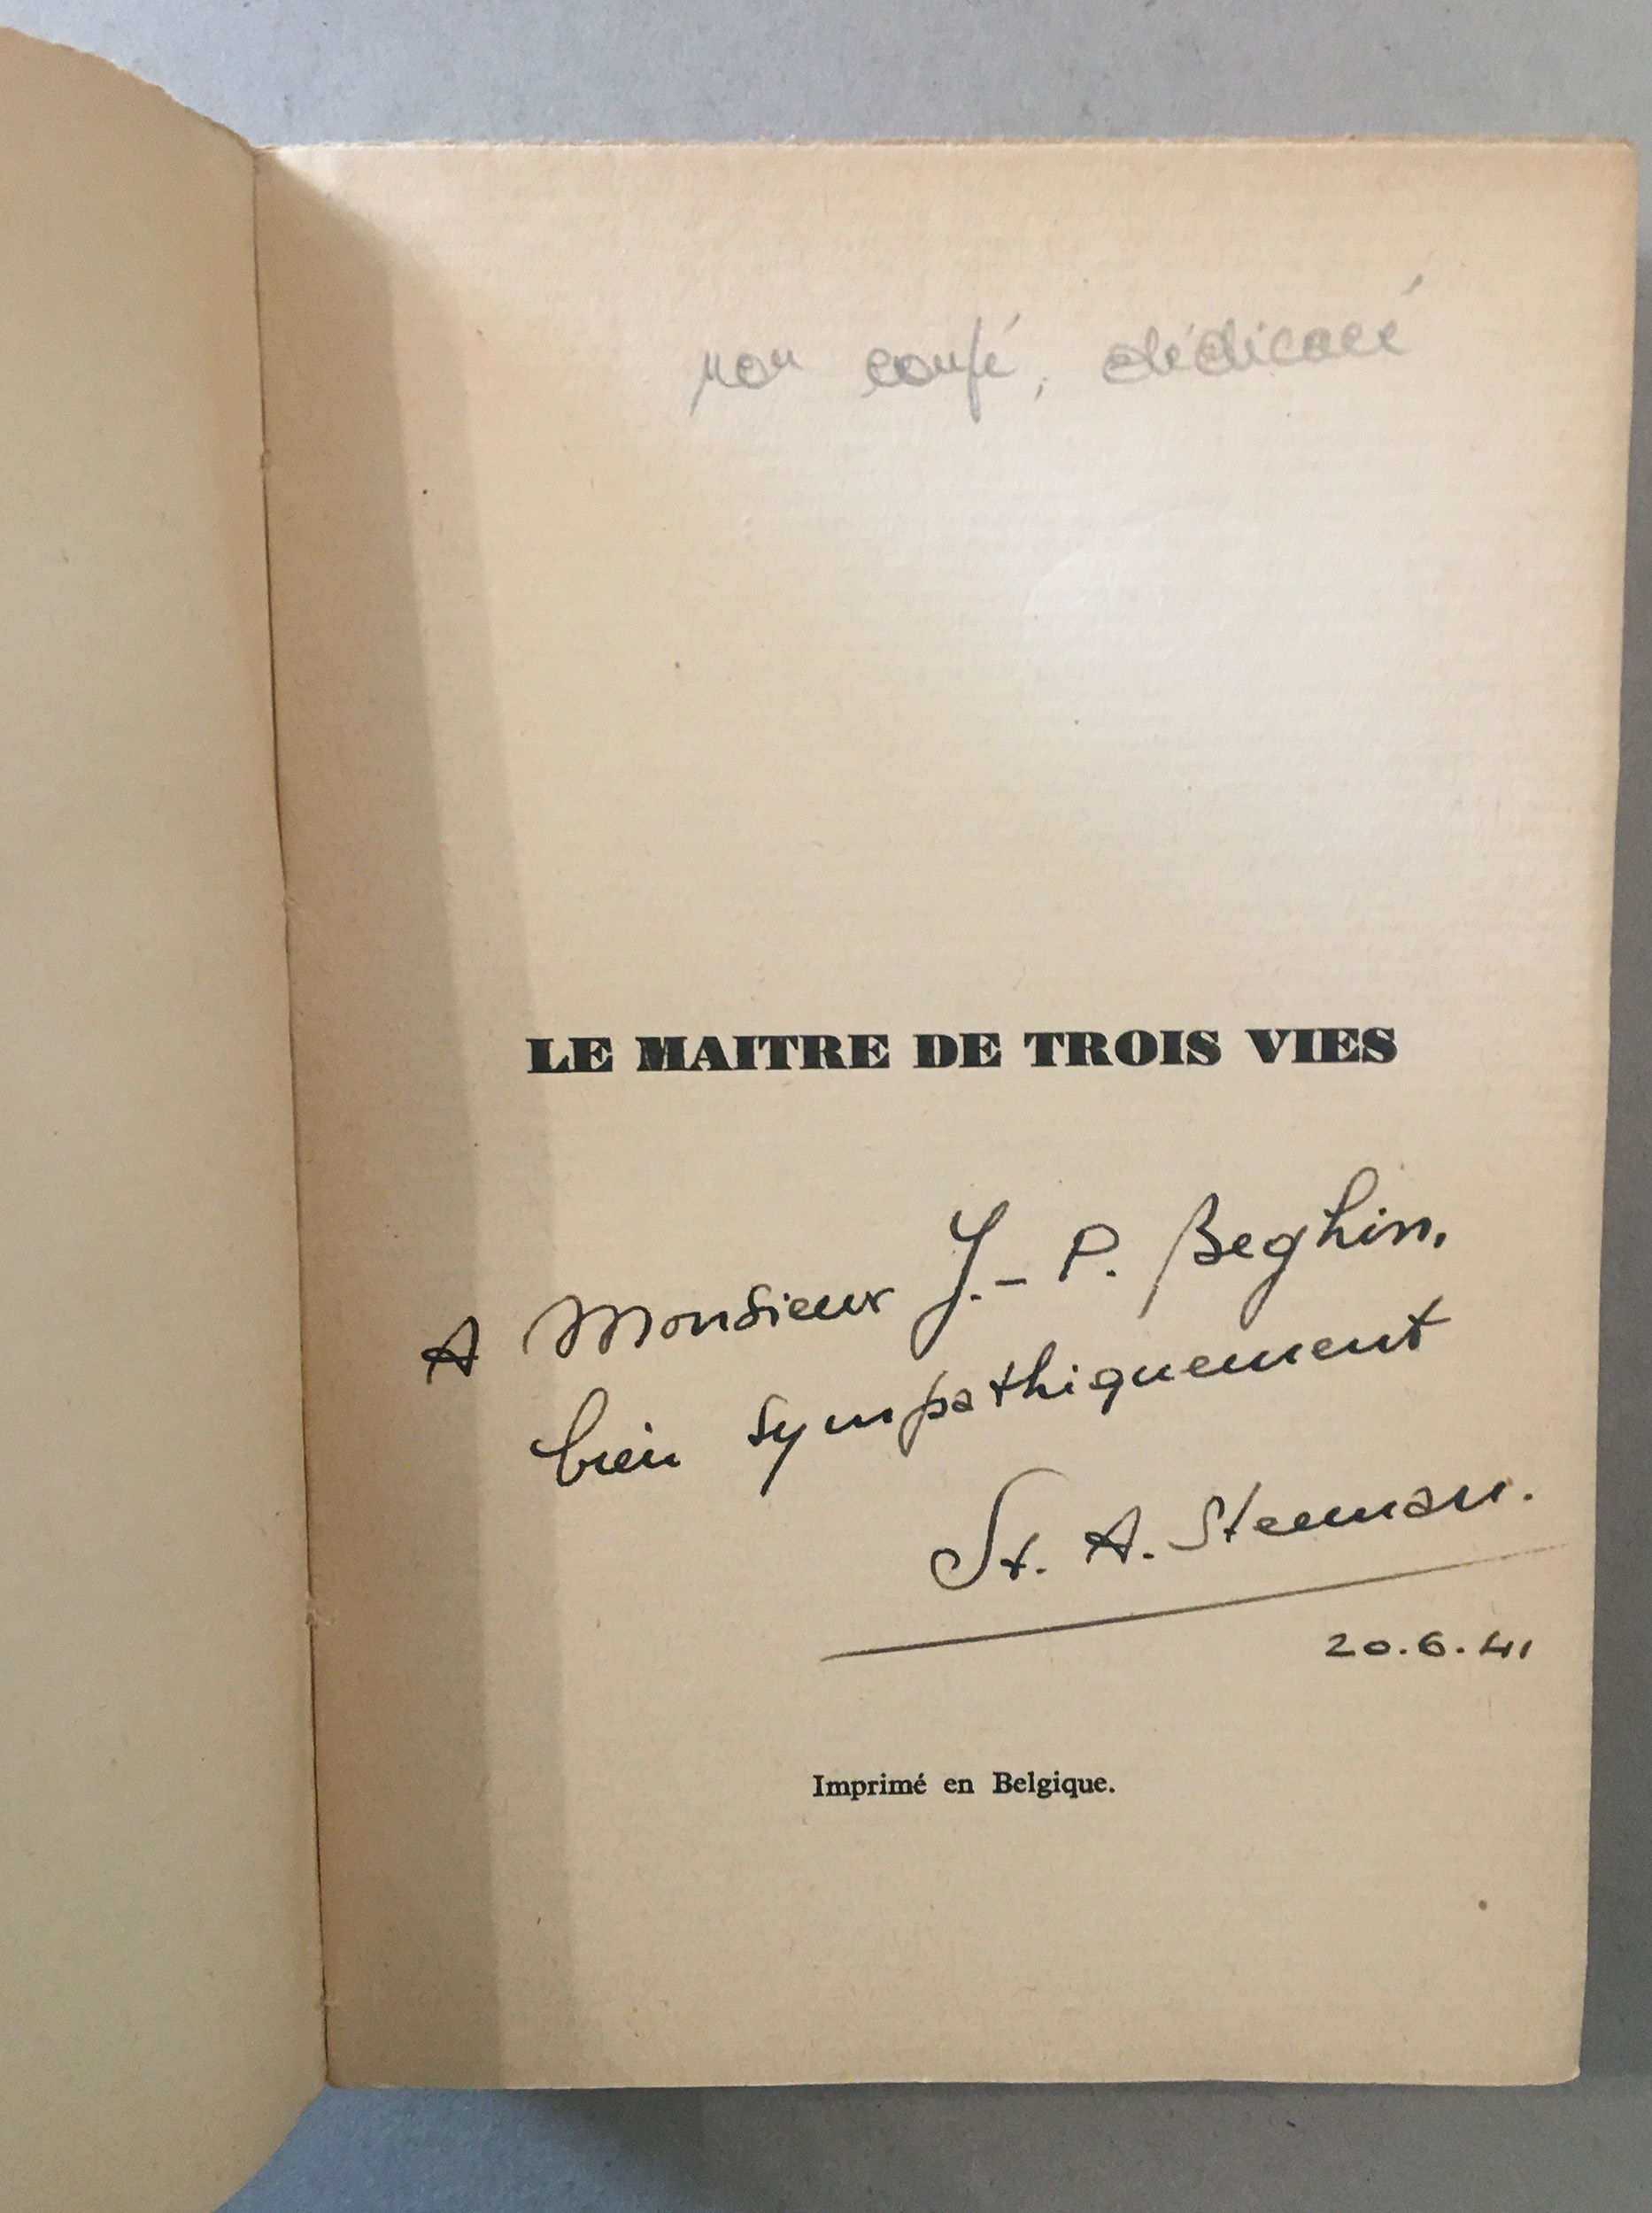 non coupé, dédicacé
LE MAITRE DE TROIS VIES
A Monsieur J.-P. Beghin,
bien sympathiquement
St. A. Steeman.
20.6.41
Imprimé en Belgique.